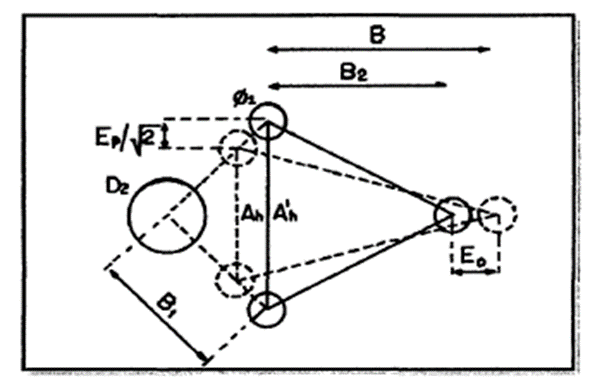 B
B₂
ø₂
Eₚ/√2
D₂
Aₕ A'ₕ
Eₒ
B₁